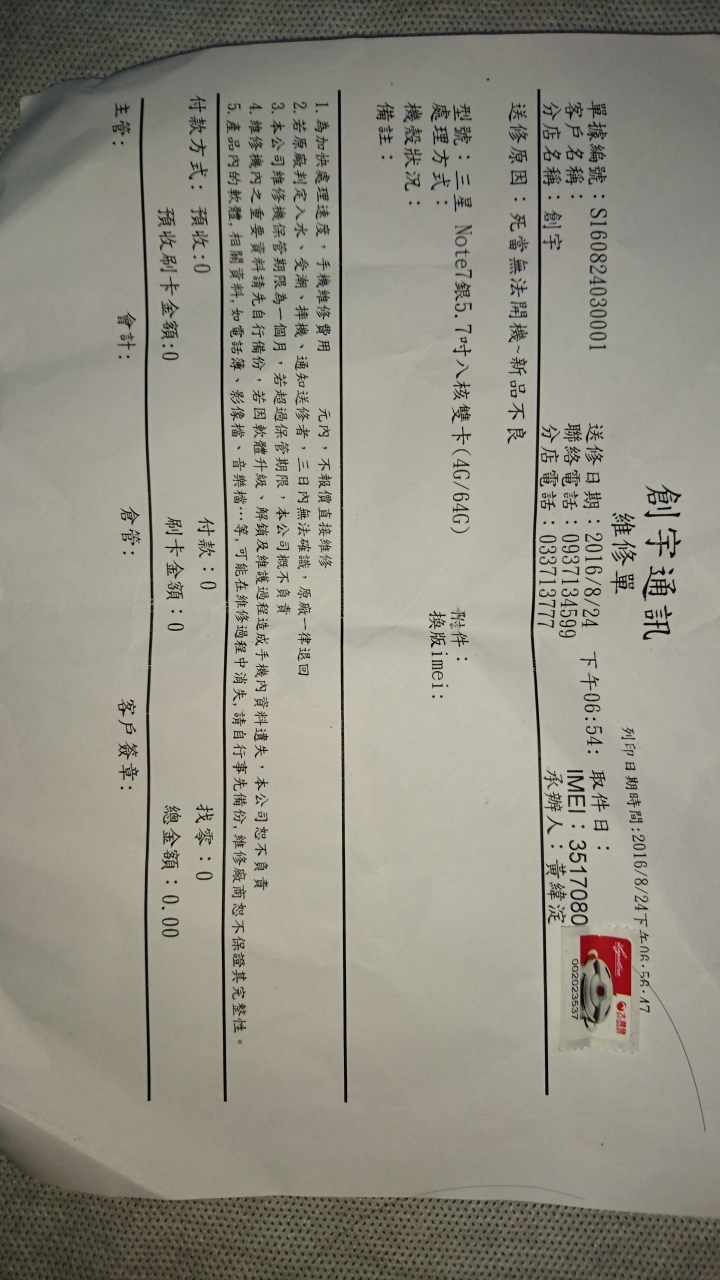 創宇通訊
維修單
列印日期時間:2016/8/24下午06:56:47
單據編號：S160824030001 送修日期：2016/8/24 下午06:54: 取件日：
客戶名稱： 聯絡電話：0937134599 IMEI：3517080
分店名稱：創宇 分店電話：033713777 承辦人：黃緯淀
大黑松
002023537
送修原因：死當無法開機~新品不良
型號：三星 Note7銀5.7吋八核雙卡(4G/64G) 附件：
處理方式： 換版imei:
機殼狀況：
備註：
1. 為加快處理速度，手機維修費用 元內，不報價直接維修
2. 若原廠判定入水、受潮、摔機、通知送修者，三日內無法確識，原廠一律退回
3. 本公司維修機保管期限為一個月，若超過保管期限，本公司概不負責
4. 維修機內之重要資料請先自行備份，若因軟體升級、解鎖及維護過程造成手機內資料遺失，本公司恕不負責
5. 產品內的軟體,相關資料,如電話簿、影像檔、音樂檔…等,可能在維修過程中消失,請自行事先備份,維修廠商恕不保證其完整性。
付款方式: 預收:0 付款：0 找零：0
預收刷卡金額:0 刷卡金額：0 總金額：0.00
主管: 會計: 倉管: 客戶簽章: